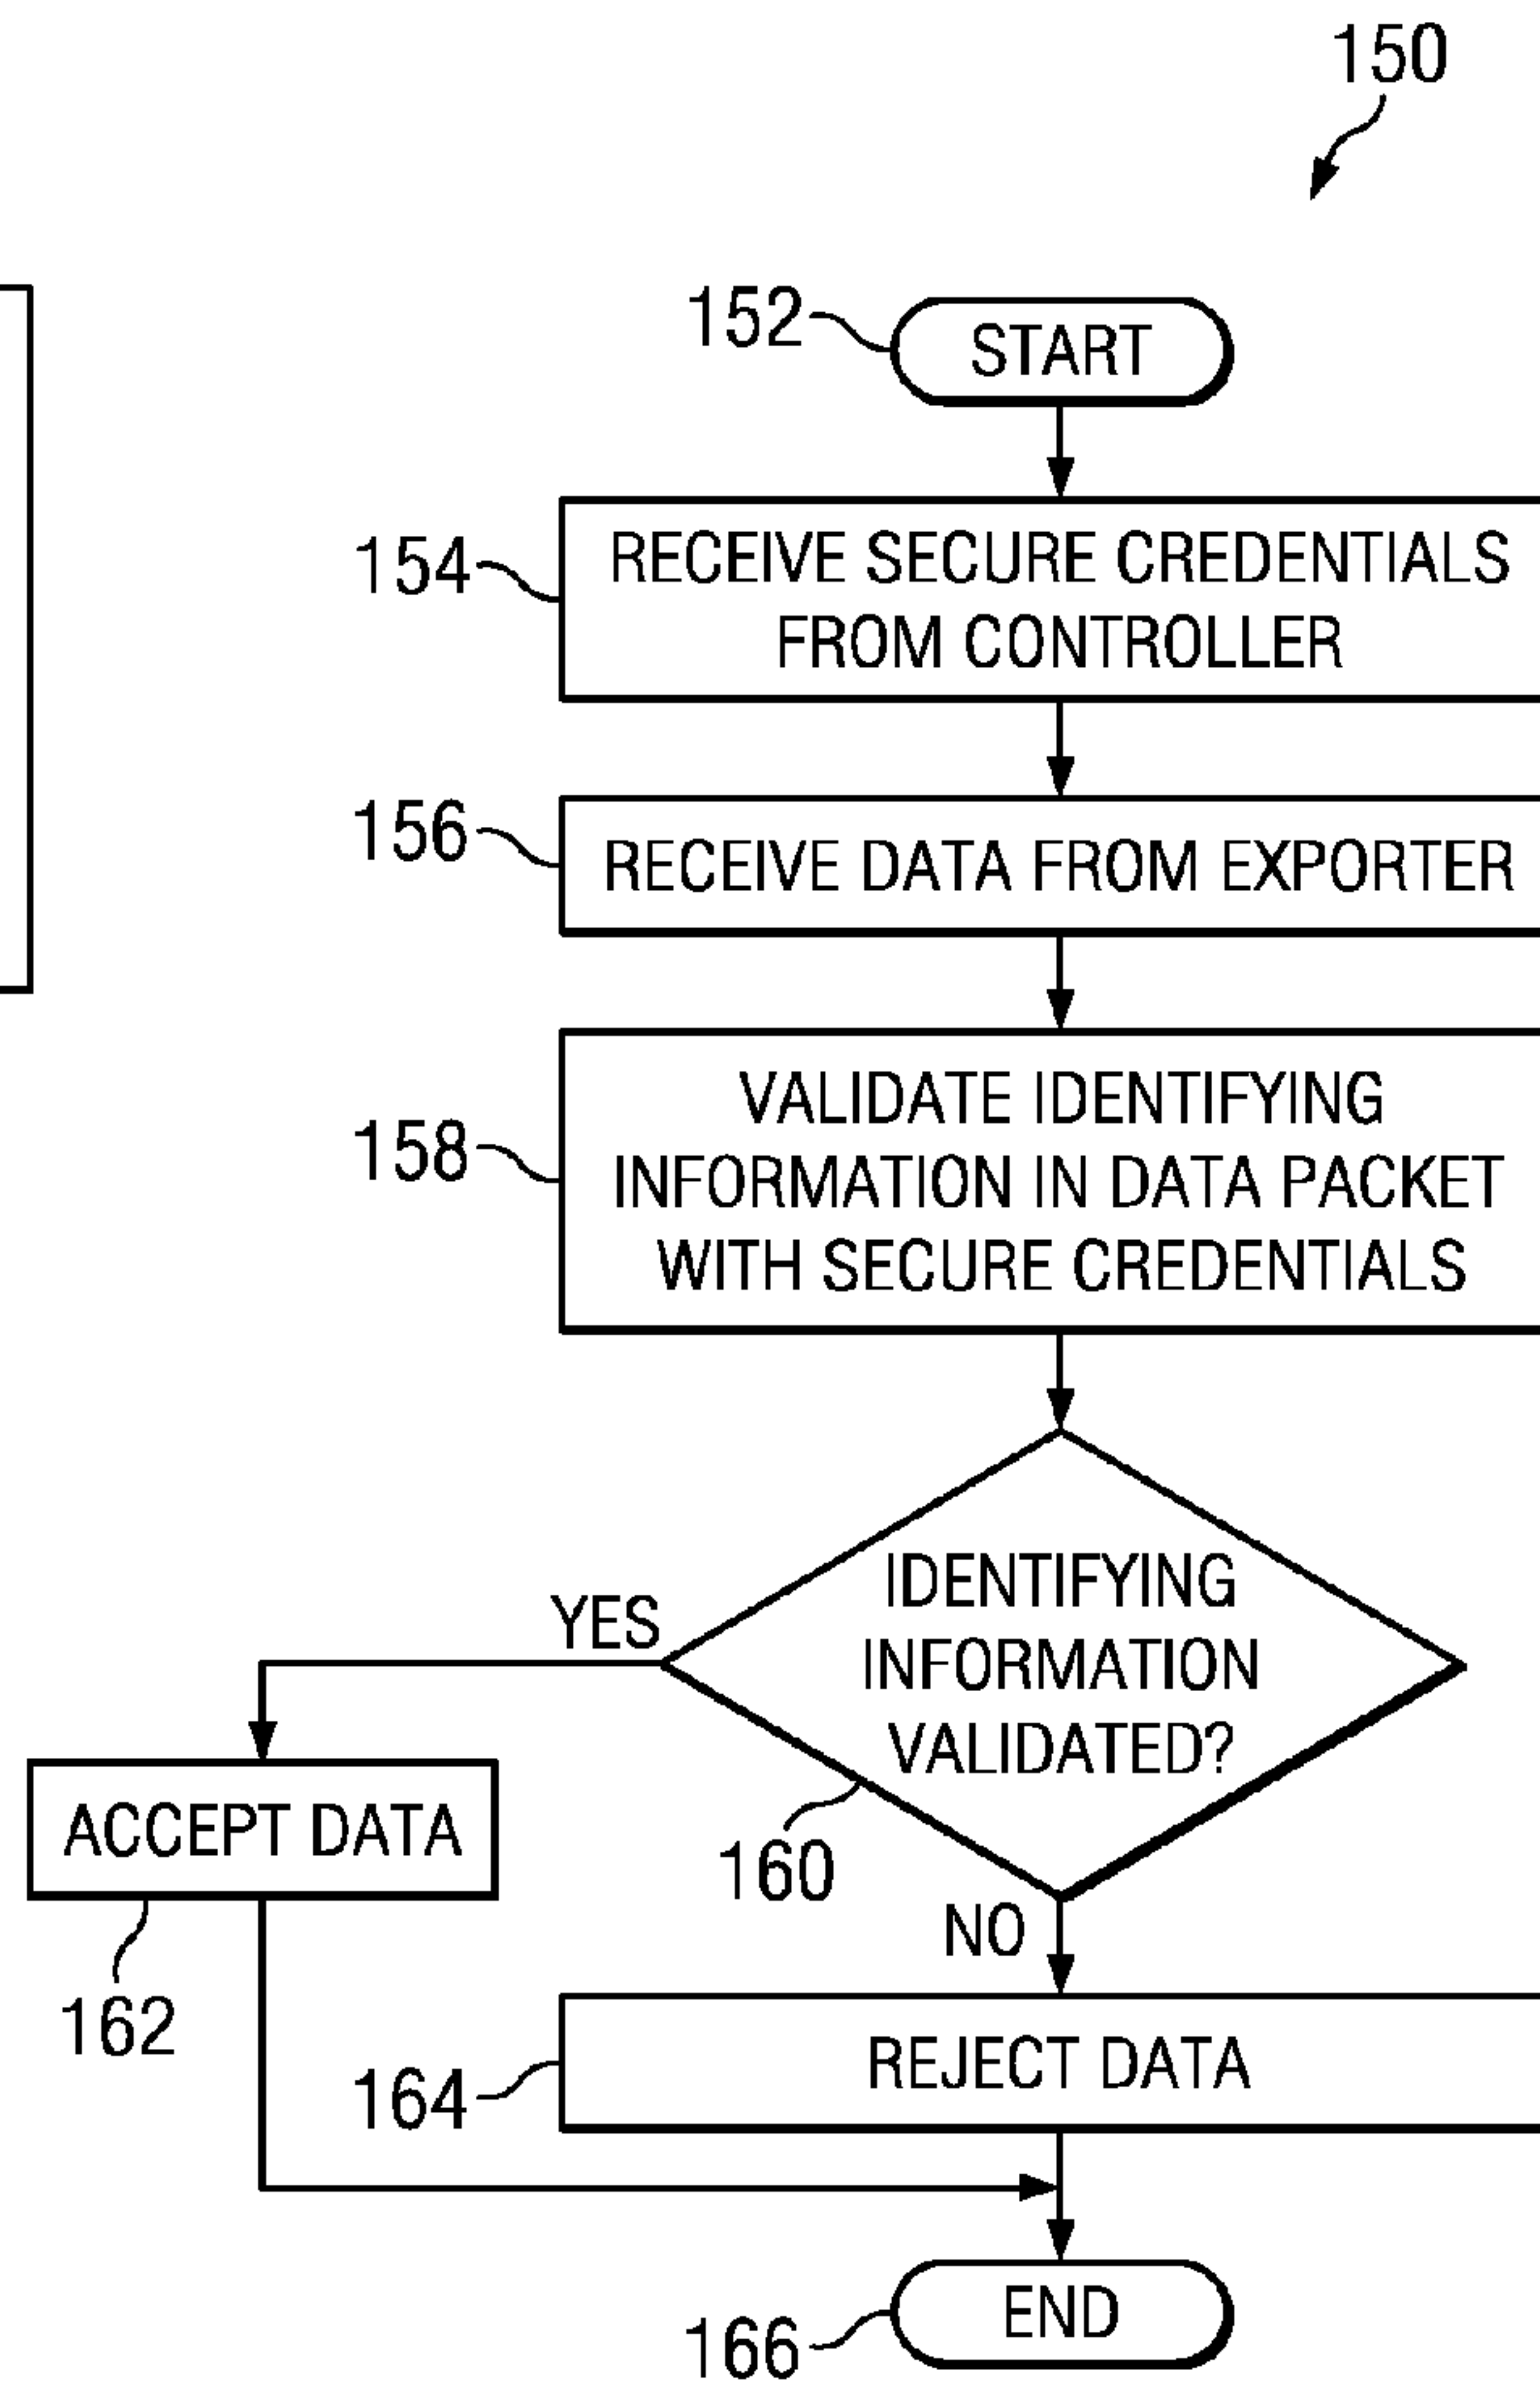 150
152
START
154
RECEIVE SECURE CREDENTIALS
FROM CONTROLLER
156
RECEIVE DATA FROM EXPORTER
158
VALIDATE IDENTIFYING
INFORMATION IN DATA PACKET
WITH SECURE CREDENTIALS
IDENTIFYING
INFORMATION
VALIDATED?
YES
160
ACCEPT DATA
162
NO
164
REJECT DATA
166
END